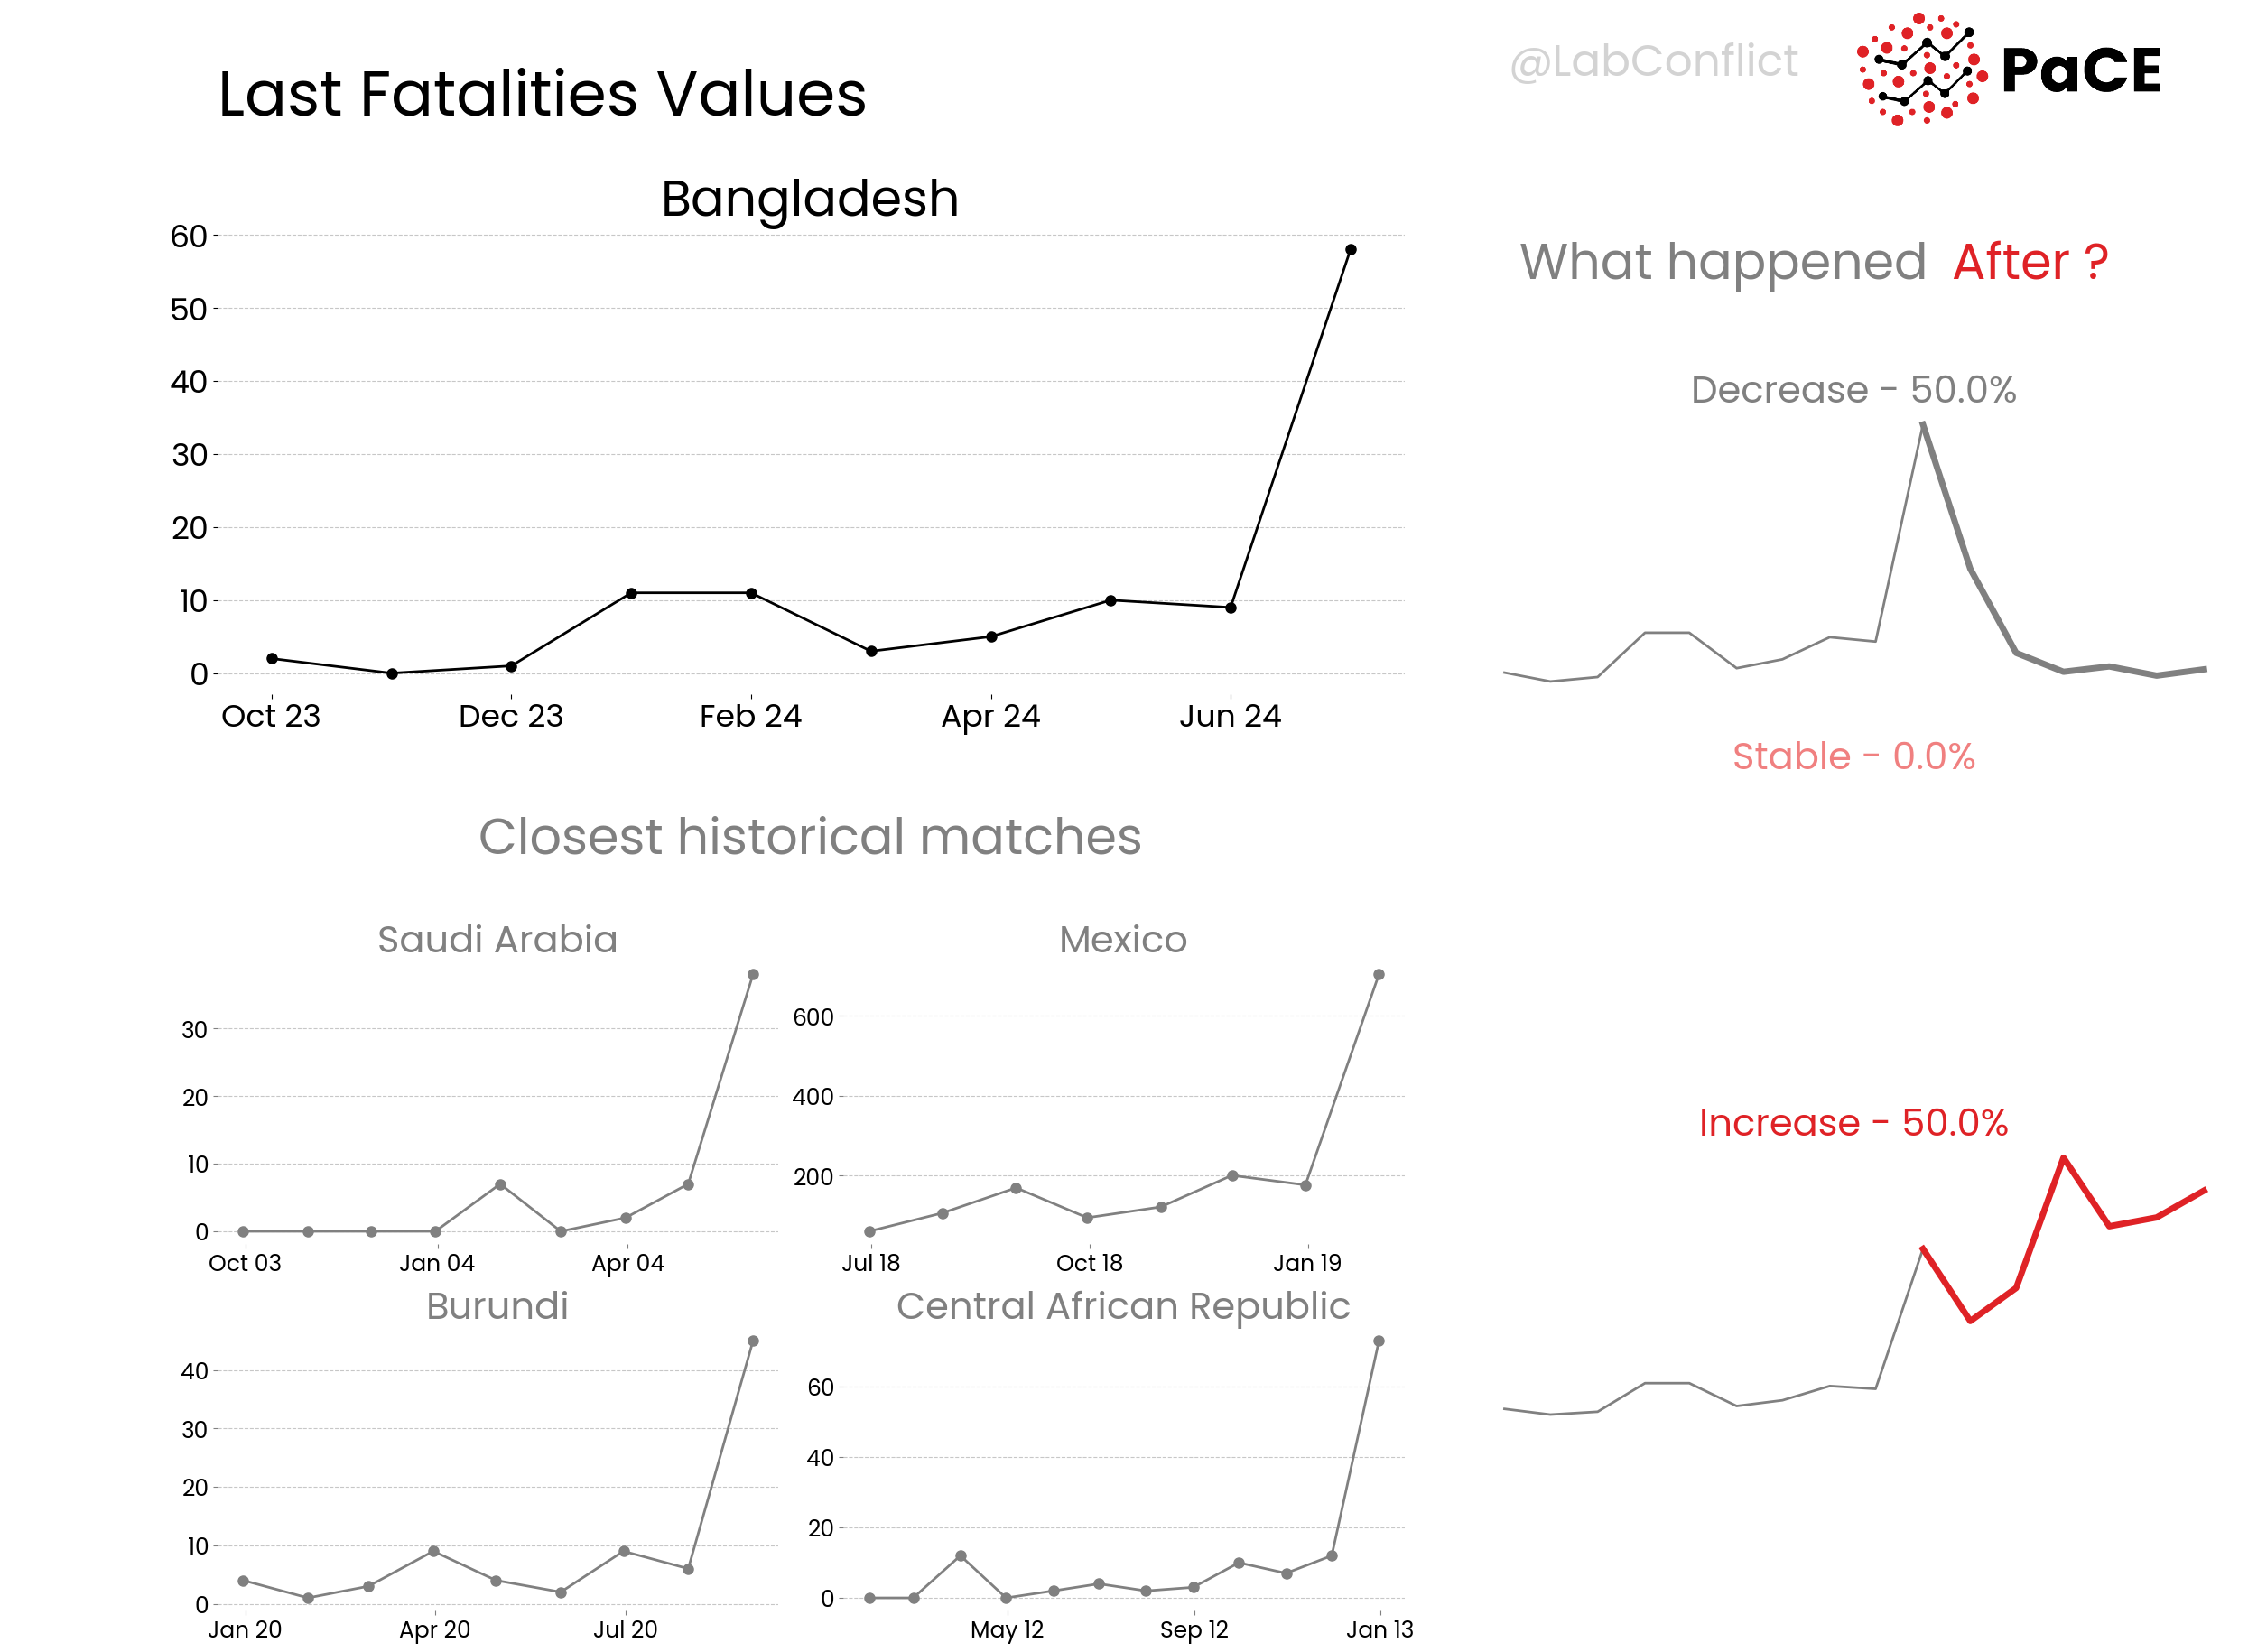 @LabConflict
PaCE
Last Fatalities Values
Bangladesh
60
50
40
30
20
10
0
Oct 23 Dec 23 Feb 24 Apr 24 Jun 24
What happened After ?
Decrease - 50.0%
Stable - 0.0%
Increase - 50.0%
Closest historical matches
Saudi Arabia
30
20
10
0
Oct 03 Jan 04 Apr 04
Mexico
600
400
200
Jul 18 Oct 18 Jan 19
Burundi
40
30
20
10
0
Jan 20 Apr 20 Jul 20
Central African Republic
60
40
20
0
May 12 Sep 12 Jan 13